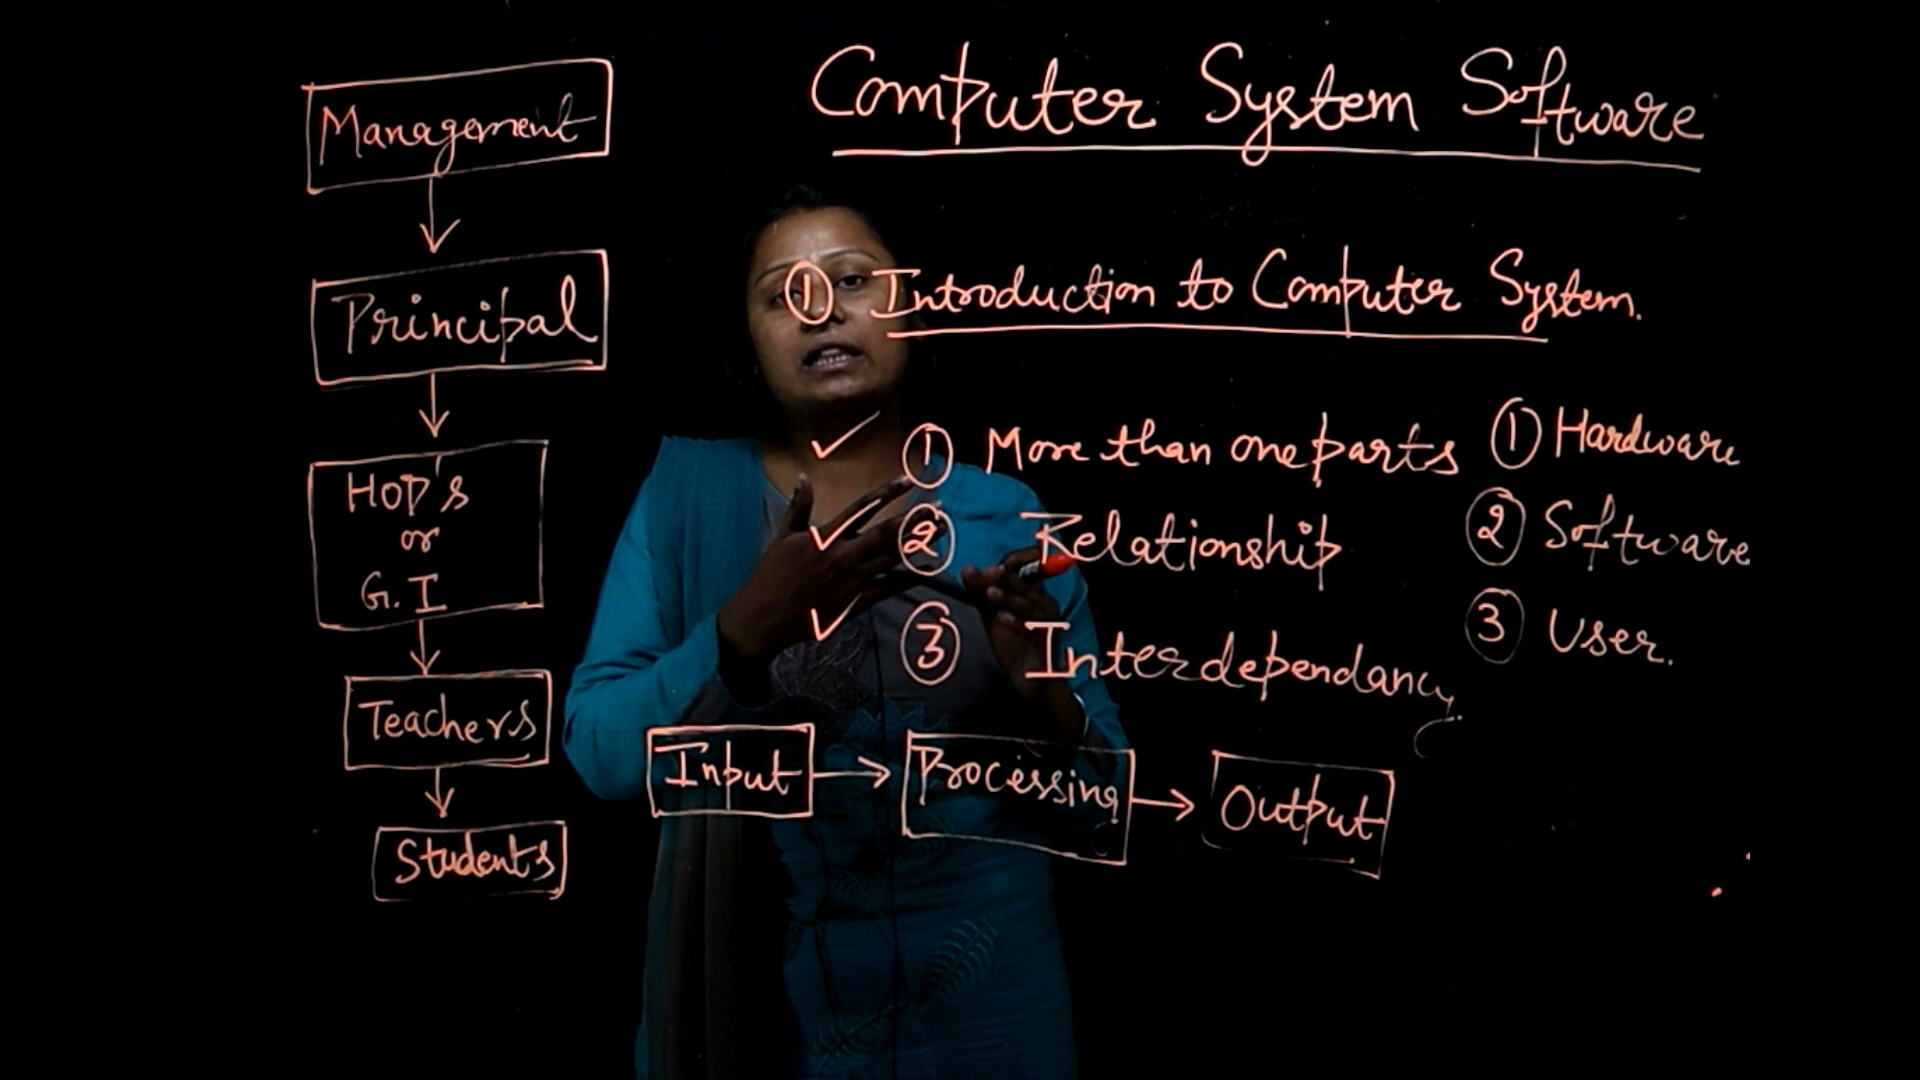 Computer System Software
① Introduction to Computer System.
① More than one parts
② Relationship
③ Interdependancy
① Hardware
② Software
③ User.
Input → Processing → Output
Management
Principal
HOD's
or
G.I
Teachers
Students